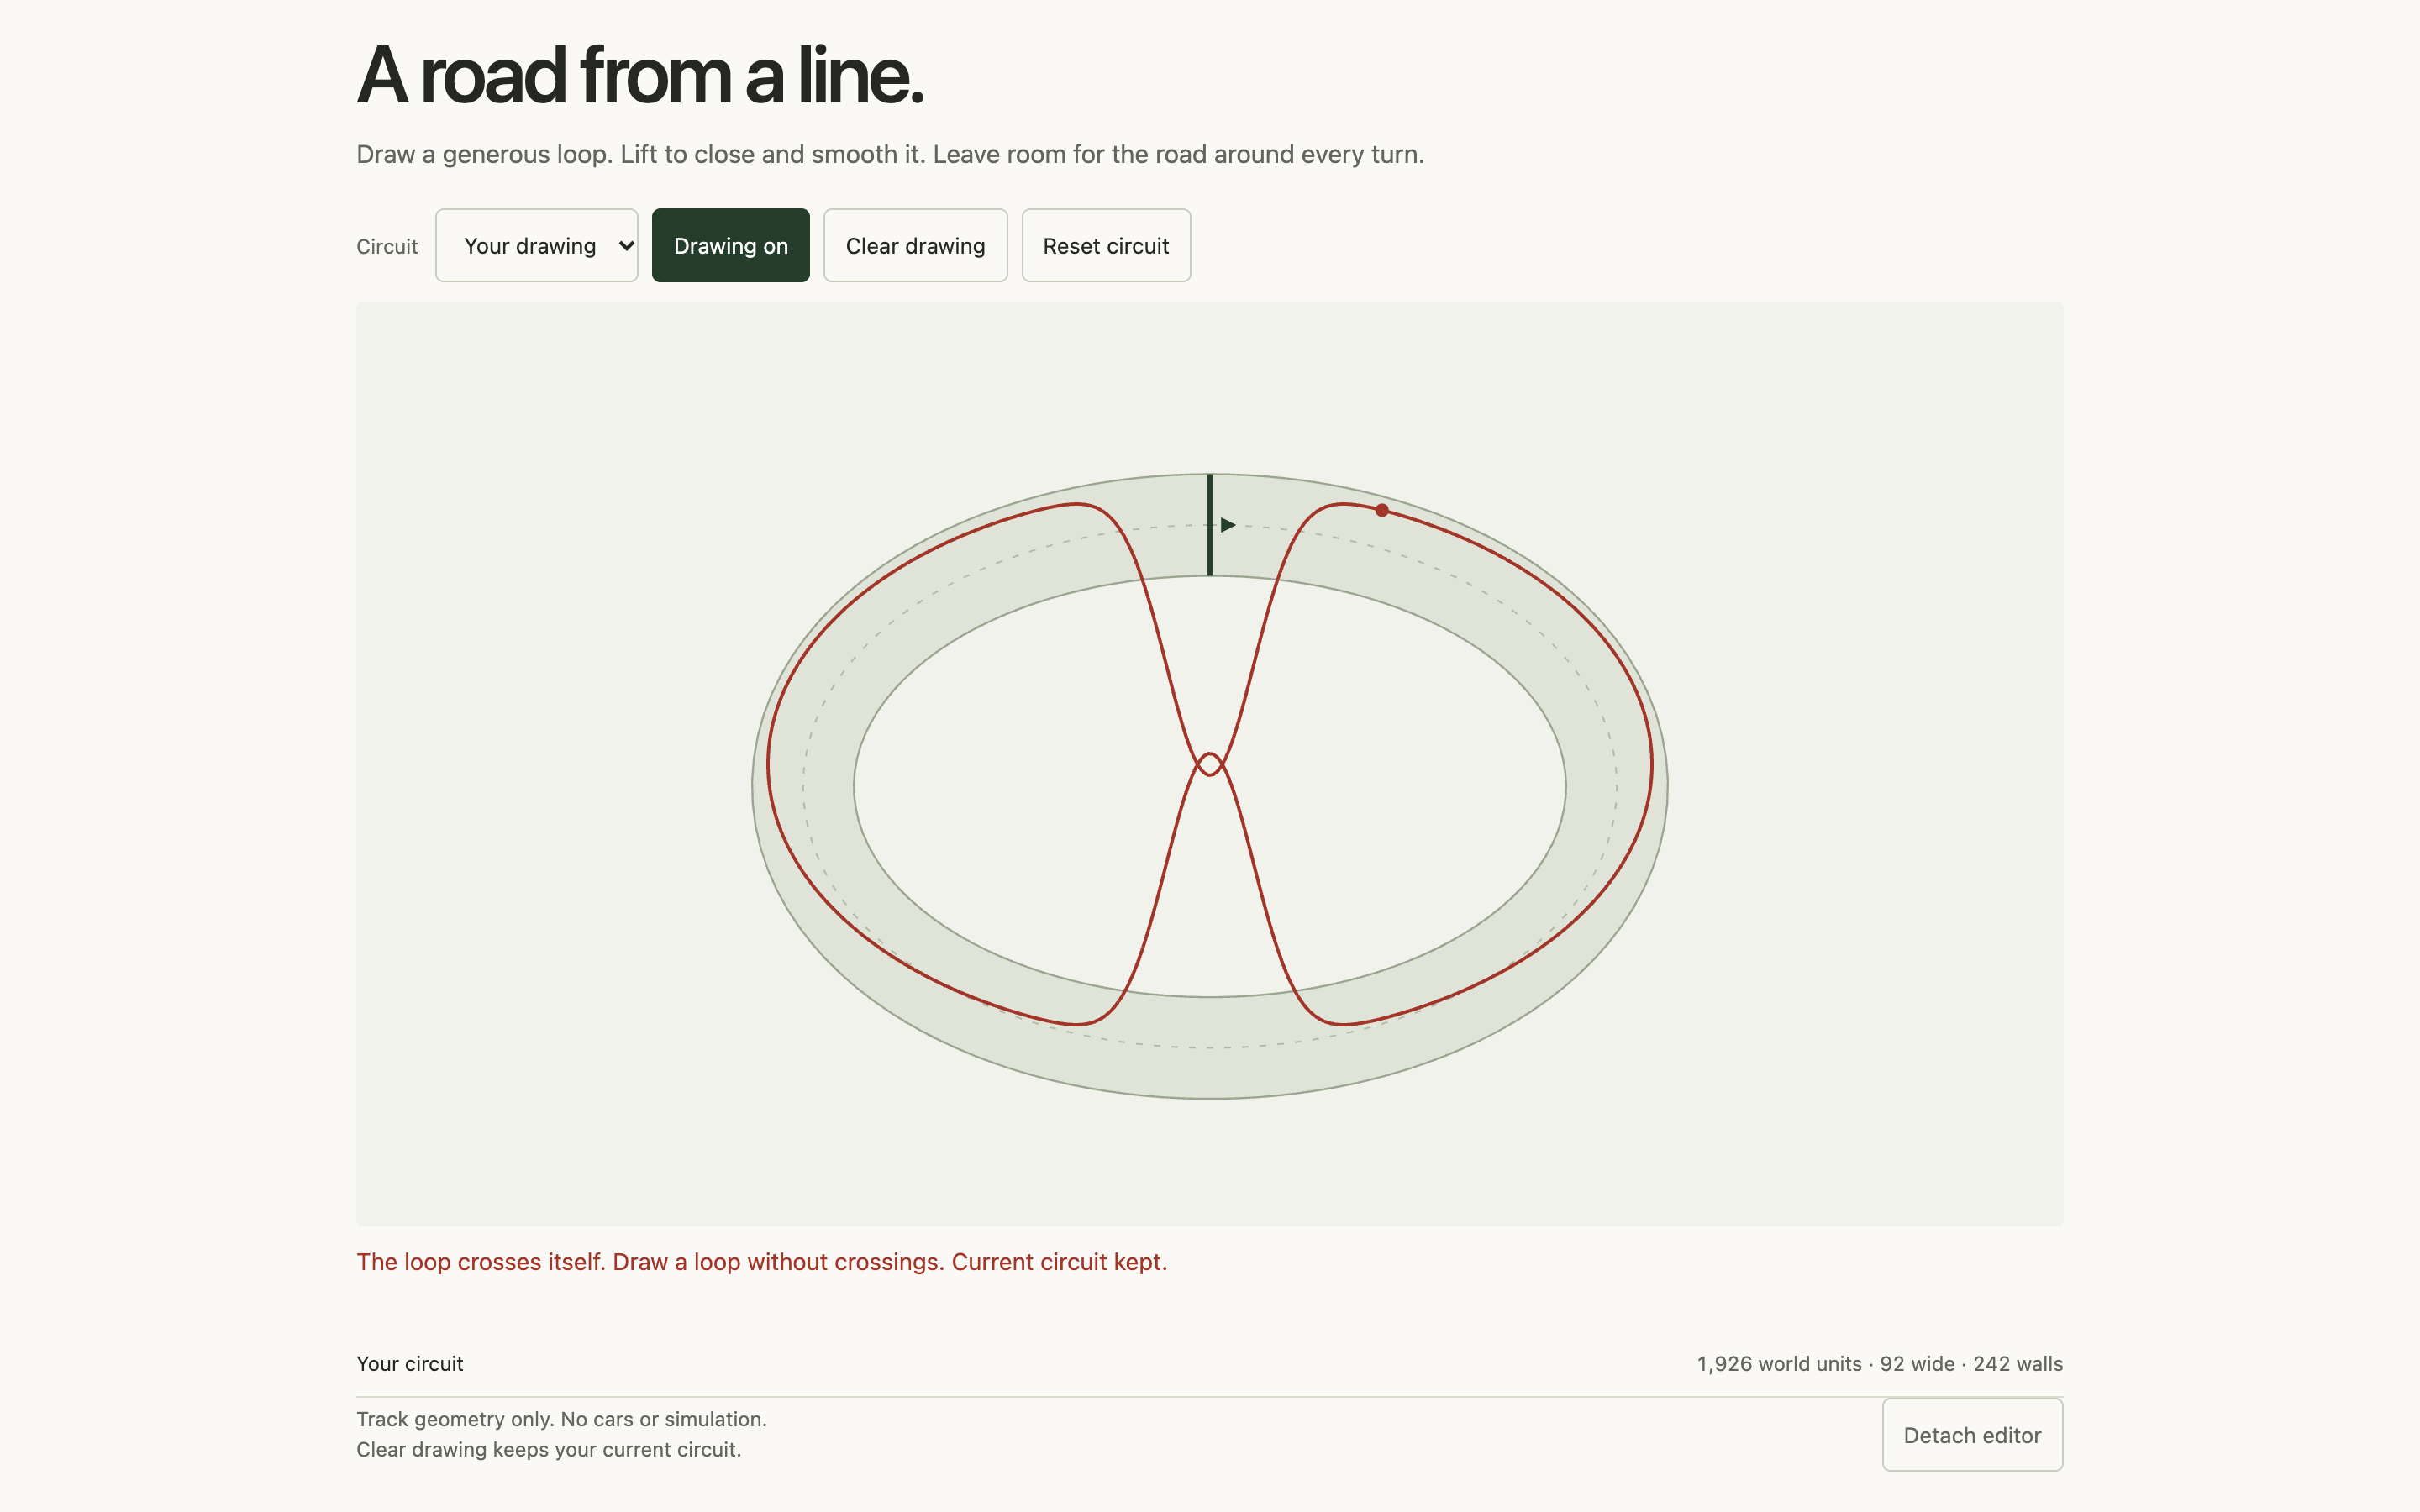 A road from a line.
Draw a generous loop. Lift to close and smooth it. Leave room for the road around every turn.
Circuit Your drawing Drawing on Clear drawing Reset circuit
The loop crosses itself. Draw a loop without crossings. Current circuit kept.
Your circuit 1,926 world units · 92 wide · 242 walls
Track geometry only. No cars or simulation.
Clear drawing keeps your current circuit.
Detach editor